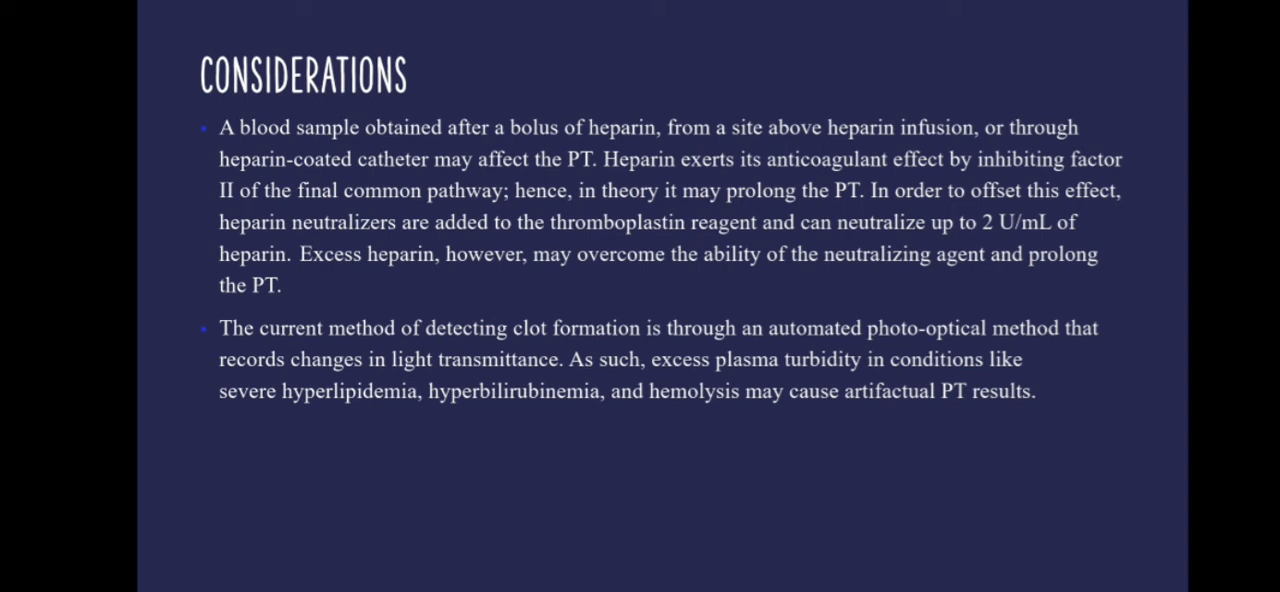 CONSIDERATIONS
• A blood sample obtained after a bolus of heparin, from a site above heparin infusion, or through
heparin-coated catheter may affect the PT. Heparin exerts its anticoagulant effect by inhibiting factor
II of the final common pathway; hence, in theory it may prolong the PT. In order to offset this effect,
heparin neutralizers are added to the thromboplastin reagent and can neutralize up to 2 U/mL of
heparin. Excess heparin, however, may overcome the ability of the neutralizing agent and prolong
the PT.
• The current method of detecting clot formation is through an automated photo-optical method that
records changes in light transmittance. As such, excess plasma turbidity in conditions like
severe hyperlipidemia, hyperbilirubinemia, and hemolysis may cause artifactual PT results.